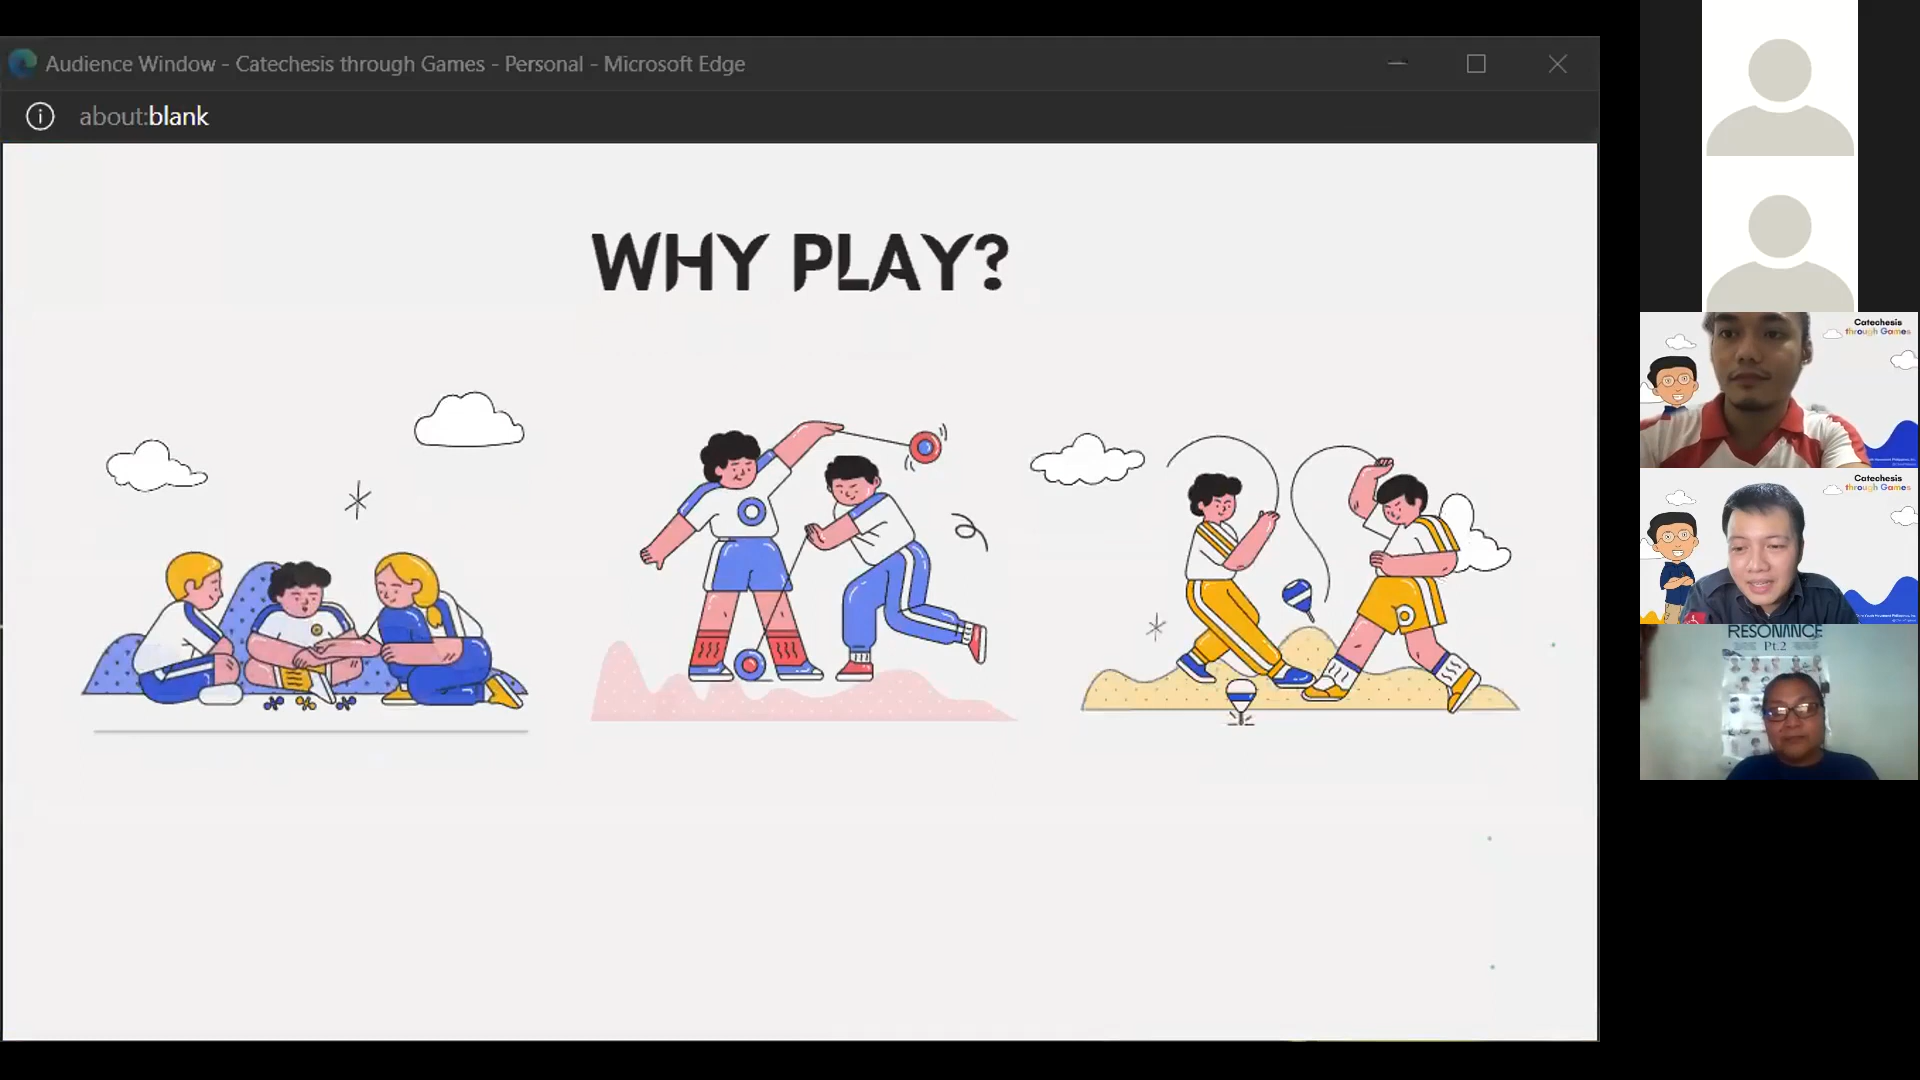 Audience Window - Catechesis through Games - Personal - Microsoft Edge
about:blank
WHY PLAY?
Catechesis
through Games
Catechesis
through Games
RESONANCE
Pt.2